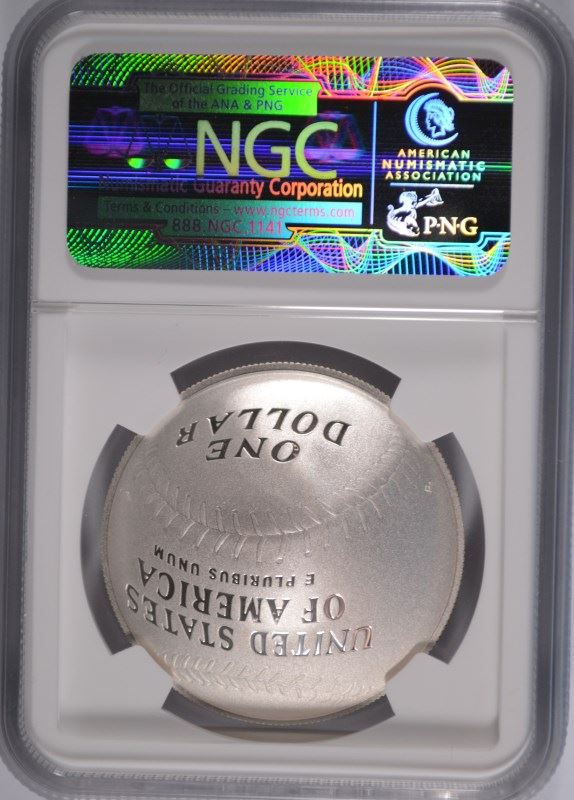 The Official Grading Service
of the ANA & PNG
NGC
Numismatic Guaranty Corporation
Terms & Conditions – www.ngcterms.com
888.NGC.1141
AMERICAN
NUMISMATIC
ASSOCIATION
P·N·G
UNITED STATES
OF AMERICA
E PLURIBUS UNUM
ONE
DOLLAR